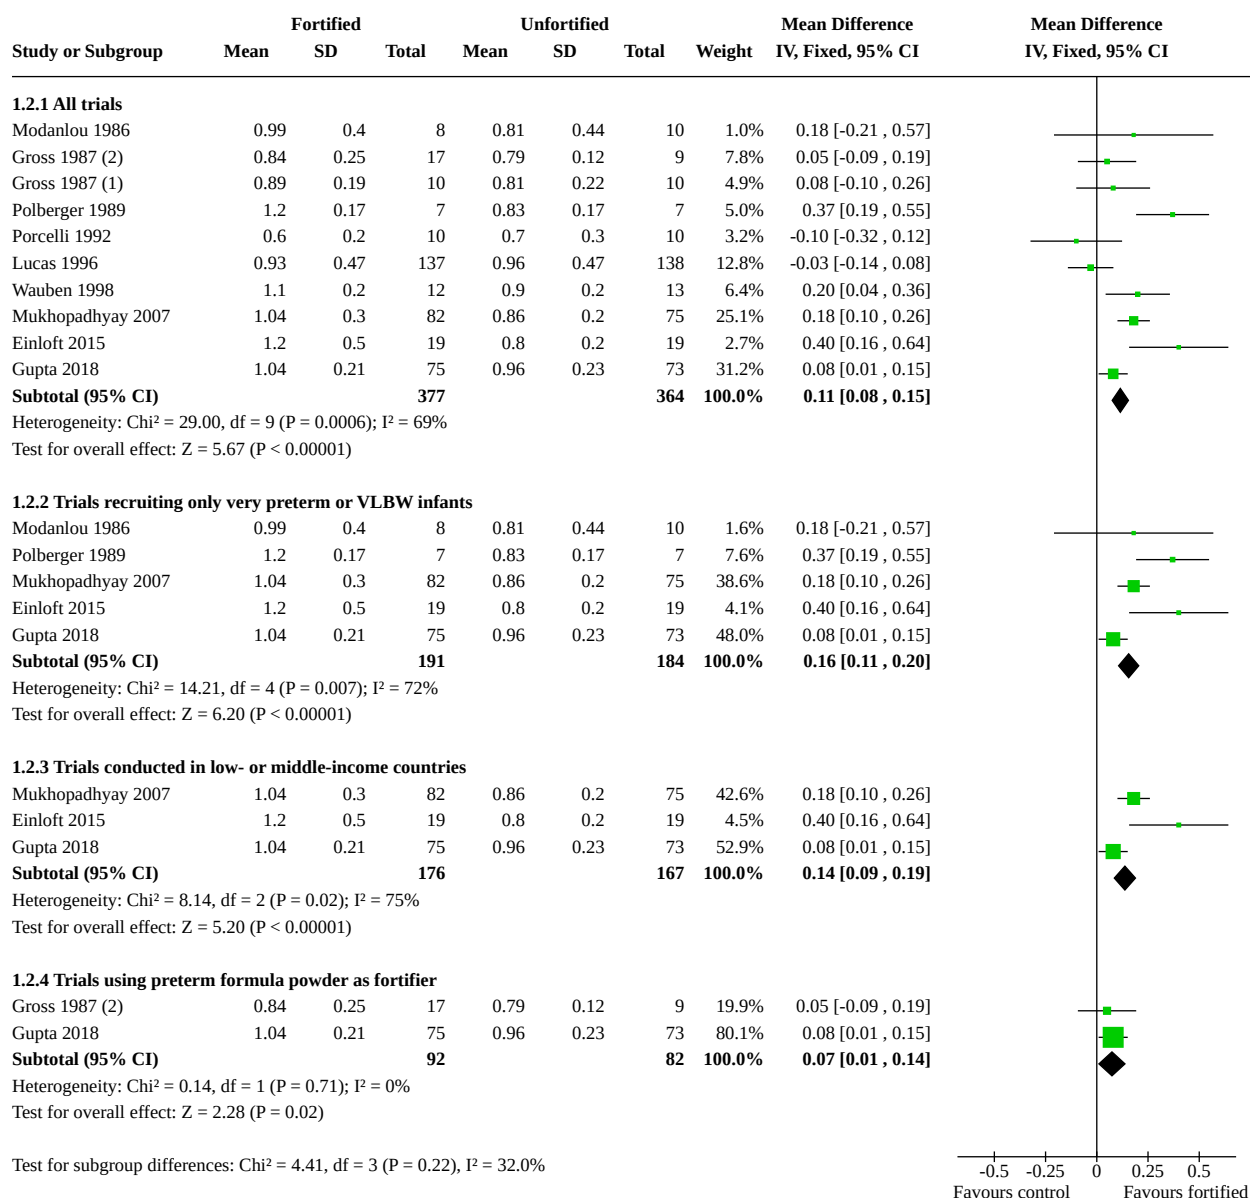 Fortified Unfortified Mean Difference Mean Difference
Study or Subgroup Mean SD Total Mean SD Total Weight IV, Fixed, 95% CI IV, Fixed, 95% CI
1.2.1 All trials
Modanlou 1986 0.99 0.4 8 0.81 0.44 10 1.0% 0.18 [-0.21 , 0.57]
Gross 1987 (2) 0.84 0.25 17 0.79 0.12 9 7.8% 0.05 [-0.09 , 0.19]
Gross 1987 (1) 0.89 0.19 10 0.81 0.22 10 4.9% 0.08 [-0.10 , 0.26]
Polberger 1989 1.2 0.17 7 0.83 0.17 7 5.0% 0.37 [0.19 , 0.55]
Porcelli 1992 0.6 0.2 10 0.7 0.3 10 3.2% -0.10 [-0.32 , 0.12]
Lucas 1996 0.93 0.47 137 0.96 0.47 138 12.8% -0.03 [-0.14 , 0.08]
Wauben 1998 1.1 0.2 12 0.9 0.2 13 6.4% 0.20 [0.04 , 0.36]
Mukhopadhyay 2007 1.04 0.3 82 0.86 0.2 75 25.1% 0.18 [0.10 , 0.26]
Einloft 2015 1.2 0.5 19 0.8 0.2 19 2.7% 0.40 [0.16 , 0.64]
Gupta 2018 1.04 0.21 75 0.96 0.23 73 31.2% 0.08 [0.01 , 0.15]
Subtotal (95% CI) 377 364 100.0% 0.11 [0.08 , 0.15]
Heterogeneity: Chi² = 29.00, df = 9 (P = 0.0006); I² = 69%
Test for overall effect: Z = 5.67 (P < 0.00001)
1.2.2 Trials recruiting only very preterm or VLBW infants
Modanlou 1986 0.99 0.4 8 0.81 0.44 10 1.6% 0.18 [-0.21 , 0.57]
Polberger 1989 1.2 0.17 7 0.83 0.17 7 7.6% 0.37 [0.19 , 0.55]
Mukhopadhyay 2007 1.04 0.3 82 0.86 0.2 75 38.6% 0.18 [0.10 , 0.26]
Einloft 2015 1.2 0.5 19 0.8 0.2 19 4.1% 0.40 [0.16 , 0.64]
Gupta 2018 1.04 0.21 75 0.96 0.23 73 48.0% 0.08 [0.01 , 0.15]
Subtotal (95% CI) 191 184 100.0% 0.16 [0.11 , 0.20]
Heterogeneity: Chi² = 14.21, df = 4 (P = 0.007); I² = 72%
Test for overall effect: Z = 6.20 (P < 0.00001)
1.2.3 Trials conducted in low- or middle-income countries
Mukhopadhyay 2007 1.04 0.3 82 0.86 0.2 75 42.6% 0.18 [0.10 , 0.26]
Einloft 2015 1.2 0.5 19 0.8 0.2 19 4.5% 0.40 [0.16 , 0.64]
Gupta 2018 1.04 0.21 75 0.96 0.23 73 52.9% 0.08 [0.01 , 0.15]
Subtotal (95% CI) 176 167 100.0% 0.14 [0.09 , 0.19]
Heterogeneity: Chi² = 8.14, df = 2 (P = 0.02); I² = 75%
Test for overall effect: Z = 5.20 (P < 0.00001)
1.2.4 Trials using preterm formula powder as fortifier
Gross 1987 (2) 0.84 0.25 17 0.79 0.12 9 19.9% 0.05 [-0.09 , 0.19]
Gupta 2018 1.04 0.21 75 0.96 0.23 73 80.1% 0.08 [0.01 , 0.15]
Subtotal (95% CI) 92 82 100.0% 0.07 [0.01 , 0.14]
Heterogeneity: Chi² = 0.14, df = 1 (P = 0.71); I² = 0%
Test for overall effect: Z = 2.28 (P = 0.02)
Test for subgroup differences: Chi² = 4.41, df = 3 (P = 0.22), I² = 32.0%
-0.5 -0.25 0 0.25 0.5
Favours control Favours fortified